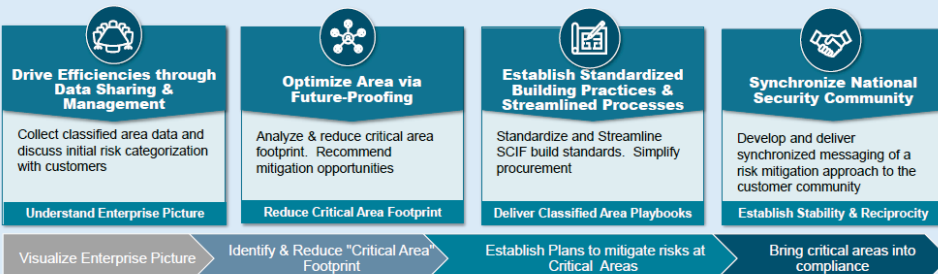 Drive Efficiencies through
Data Sharing &
Management
Collect classified area data and
discuss initial risk categorization
with customers
Understand Enterprise Picture
Optimize Area via
Future-Proofing
Analyze & reduce critical area
footprint. Recommend
mitigation opportunities
Reduce Critical Area Footprint
Establish Standardized
Building Practices &
Streamlined Processes
Standardize and Streamline
SCIF build standards. Simplify
procurement
Deliver Classified Area Playbooks
Synchronize National
Security Community
Develop and deliver
synchronized messaging of a
risk mitigation approach to the
customer community
Establish Stability & Reciprocity
Visualize Enterprise Picture
Identify & Reduce "Critical Area"
Footprint
Establish Plans to mitigate risks at
Critical Areas
Bring critical areas into
compliance